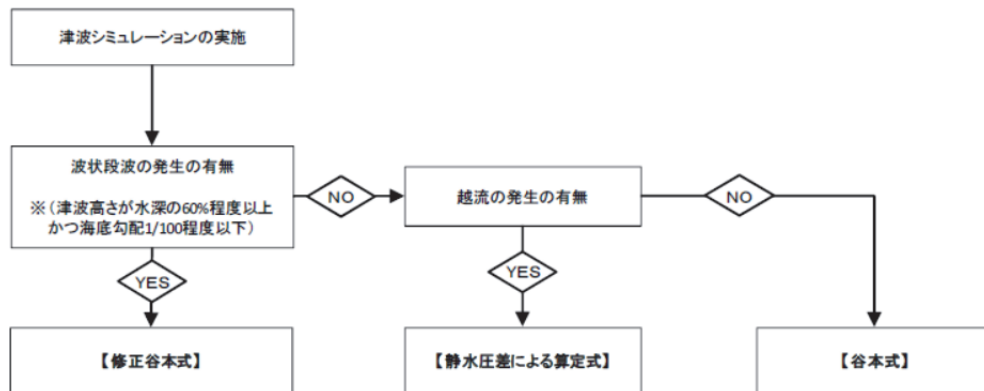 津波シミュレーションの実施
波状段波の発生の有無
※(津波高さが水深の60%程度以上
かつ海底勾配1/100程度以下)
NO
越流の発生の有無
NO
YES
YES
【修正谷本式】
【静水圧差による算定式】
【谷本式】